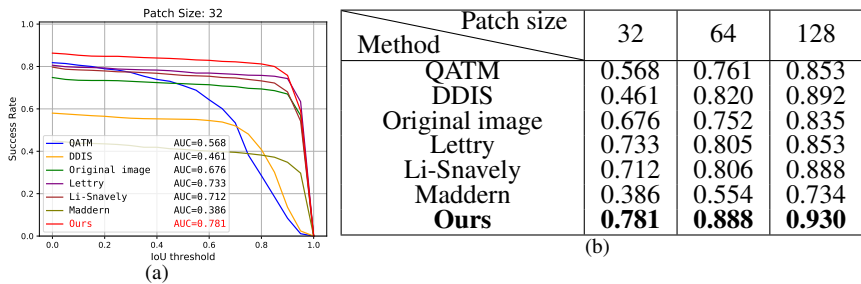 Patch Size: 32
1.0
0.8
0.6
0.4
0.2
0.0
Success Rate
QATM AUC=0.568
DDIS AUC=0.461
Original image AUC=0.676
Lettry AUC=0.733
Li-Snavely AUC=0.712
Maddern AUC=0.386
Ours AUC=0.781
0.0 0.2 0.4 0.6 0.8 1.0
IoU threshold
(a)
Patch size
Method 32 64 128
QATM 0.568 0.761 0.853
DDIS 0.461 0.820 0.892
Original image 0.676 0.752 0.835
Lettry 0.733 0.805 0.853
Li-Snavely 0.712 0.806 0.888
Maddern 0.386 0.554 0.734
Ours 0.781 0.888 0.930
(b)